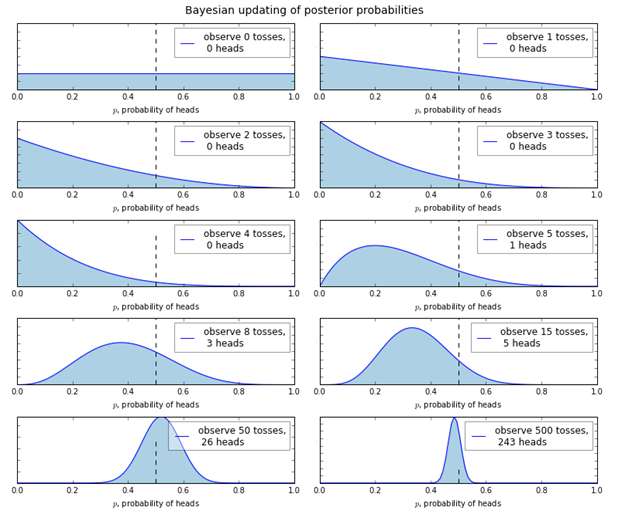 Bayesian updating of posterior probabilities
observe 0 tosses,
0 heads
0.0 0.2 0.4 0.6 0.8 1.0
p, probability of heads
observe 1 tosses,
0 heads
0.0 0.2 0.4 0.6 0.8 1.0
p, probability of heads
observe 2 tosses,
0 heads
0.0 0.2 0.4 0.6 0.8 1.0
p, probability of heads
observe 3 tosses,
0 heads
0.0 0.2 0.4 0.6 0.8 1.0
p, probability of heads
observe 4 tosses,
0 heads
0.0 0.2 0.4 0.6 0.8 1.0
p, probability of heads
observe 5 tosses,
1 heads
0.0 0.2 0.4 0.6 0.8 1.0
p, probability of heads
observe 8 tosses,
3 heads
0.0 0.2 0.4 0.6 0.8 1.0
p, probability of heads
observe 15 tosses,
5 heads
0.0 0.2 0.4 0.6 0.8 1.0
p, probability of heads
observe 50 tosses,
26 heads
0.0 0.2 0.4 0.6 0.8 1.0
p, probability of heads
observe 500 tosses,
243 heads
0.0 0.2 0.4 0.6 0.8 1.0
p, probability of heads